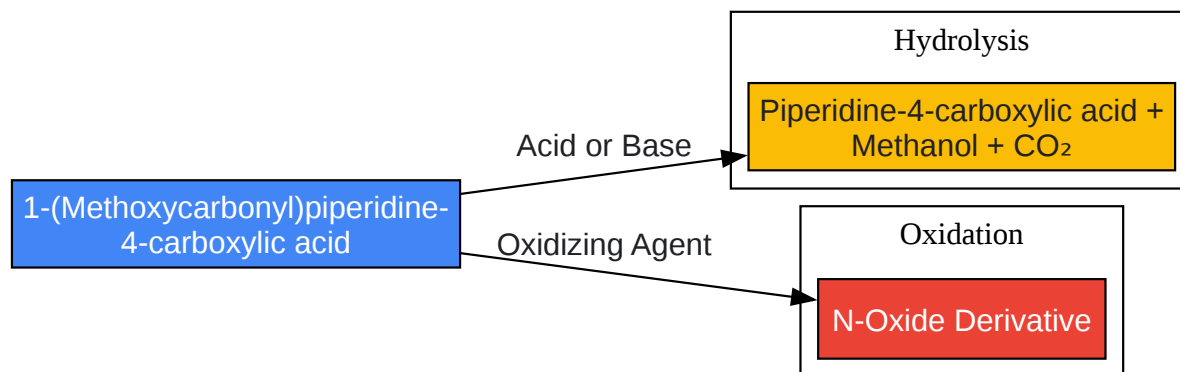 Hydrolysis
Piperidine-4-carboxylic acid +
Methanol + CO₂
Acid or Base
1-(Methoxycarbonyl)piperidine-
4-carboxylic acid
Oxidizing Agent
Oxidation
N-Oxide Derivative